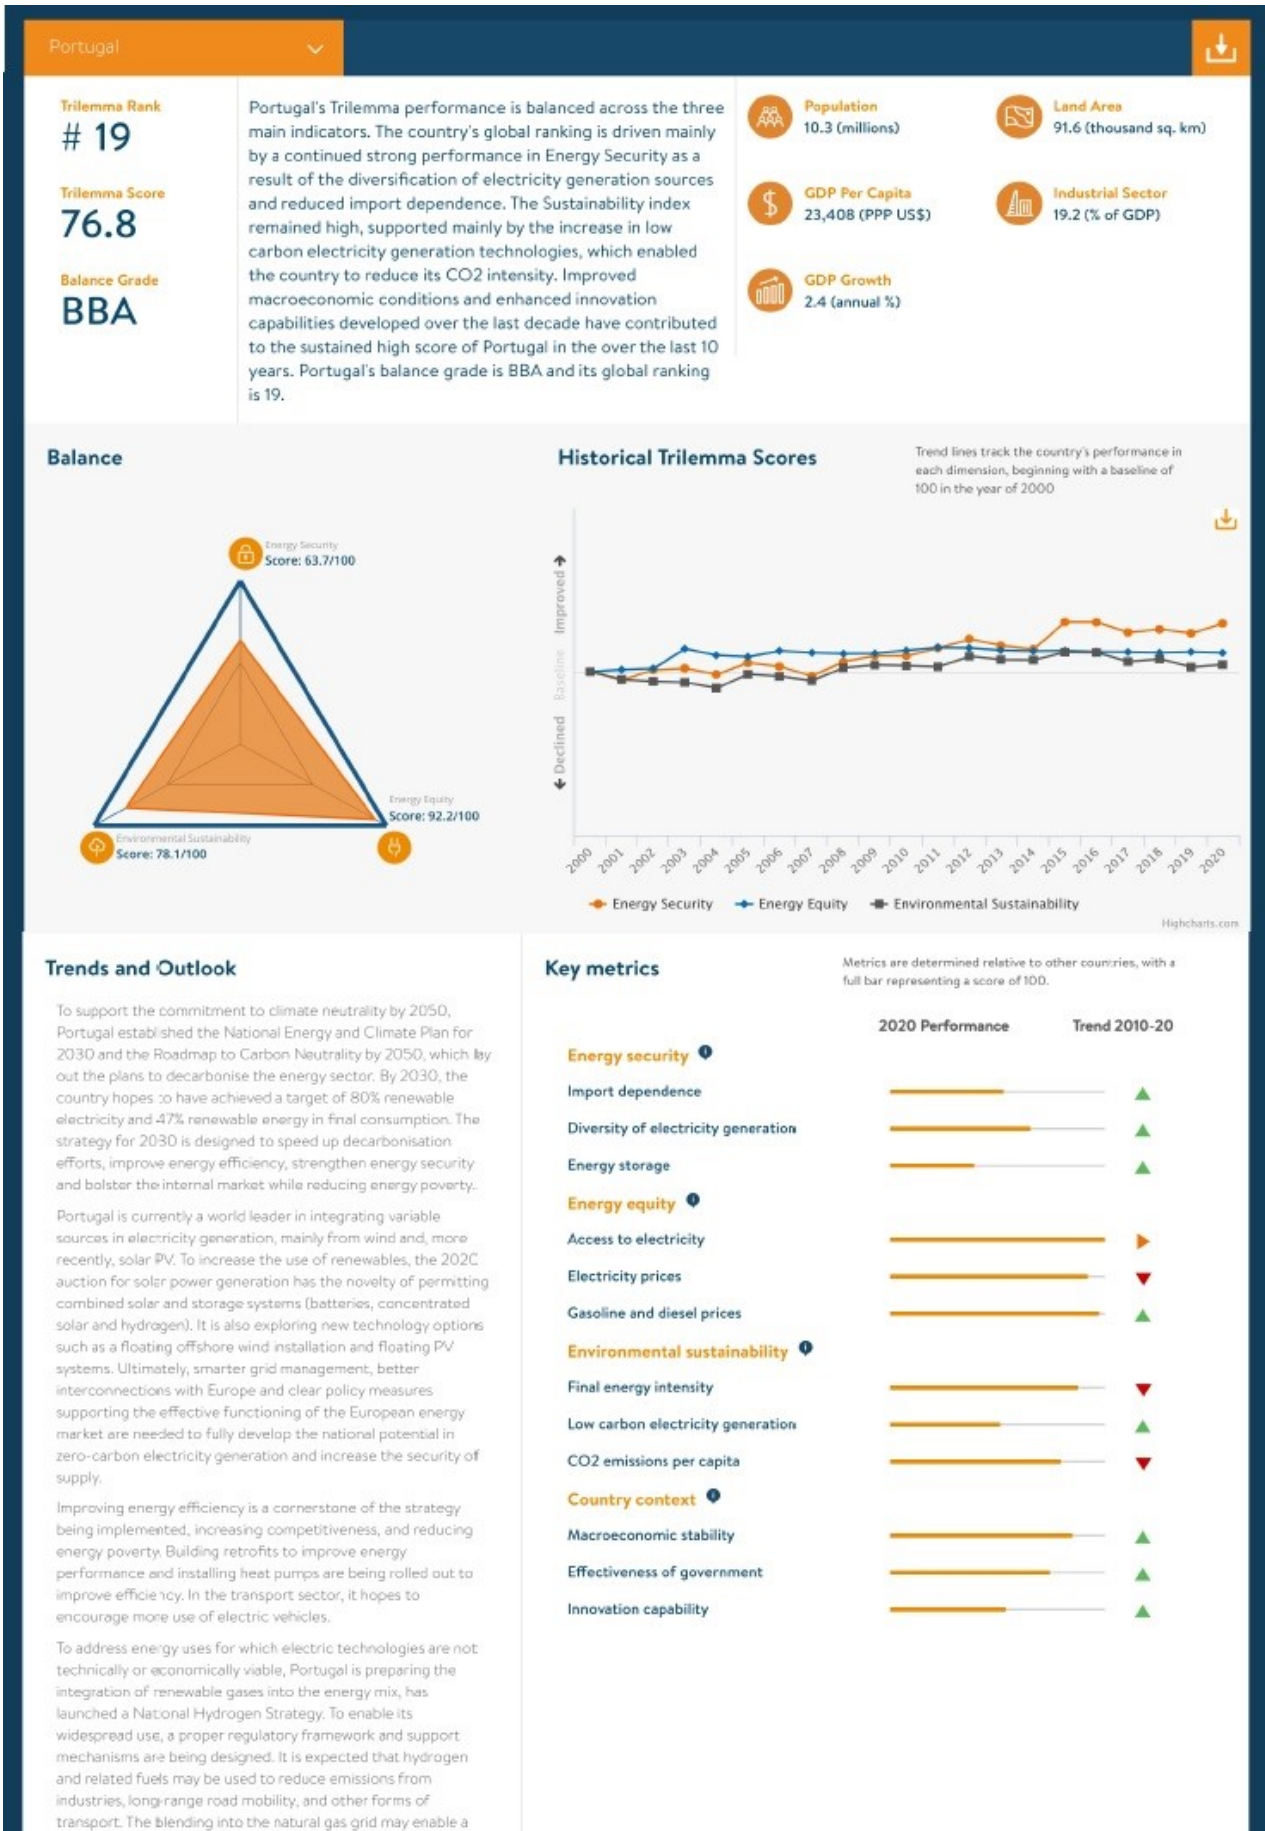 Portugal
Trilemma Rank
# 19
Trilemma Score
76.8
Balance Grade
BBA
Portugal's Trilemma performance is balanced across the three
main indicators. The country's global ranking is driven mainly
by a continued strong performance in Energy Security as a
result of the diversification of electricity generation sources
and reduced import dependence. The Sustainability index
remained high, supported mainly by the increase in low
carbon electricity generation technologies, which enabled
the country to reduce its CO2 intensity. Improved
macroeconomic conditions and enhanced innovation
capabilities developed over the last decade have contributed
to the sustained high score of Portugal in the over the last 10
years. Portugal's balance grade is BBA and its global ranking
is 19.
Population
10.3 (millions)
Land Area
91.6 (thousand sq. km)
GDP Per Capita
23,408 (PPP US$)
Industrial Sector
19.2 (% of GDP)
GDP Growth
2.4 (annual %)
Balance
Energy Security
Score: 63.7/100
Energy Equity
Score: 92.2/100
Environmental Sustainability
Score: 78.1/100
Historical Trilemma Scores
Trend lines track the country's performance in
each dimension, beginning with a baseline of
100 in the year of 2000
Declined Baseline Improved
2000 2001 2002 2003 2004 2005 2006 2007 2008 2009 2010 2011 2012 2013 2014 2015 2016 2017 2018 2019 2020
Energy Security Energy Equity Environmental Sustainability
Highcharts.com
Trends and Outlook
To support the commitment to climate neutrality by 2050,
Portugal established the National Energy and Climate Plan for
2030 and the Roadmap to Carbon Neutrality by 2050, which lay
out the plans to decarbonise the energy sector. By 2030, the
country hopes to have achieved a target of 80% renewable
electricity and 47% renewable energy in final consumption. The
strategy for 2030 is designed to speed up decarbonisation
efforts, improve energy efficiency, strengthen energy security
and bolster the internal market while reducing energy poverty.
Portugal is currently a world leader in integrating variable
sources in electricity generation, mainly from wind and, more
recently, solar PV. To increase the use of renewables, the 2020
auction for solar power generation has the novelty of permitting
combined solar and storage systems (batteries, concentrated
solar and hydrogen). It is also exploring new technology options
such as a floating offshore wind installation and floating PV
systems. Ultimately, smarter grid management, better
interconnections with Europe and clear policy measures
supporting the effective functioning of the European energy
market are needed to fully develop the national potential in
zero-carbon electricity generation and increase the security of
supply.
Improving energy efficiency is a cornerstone of the strategy
being implemented, increasing competitiveness, and reducing
energy poverty. Building retrofits to improve energy
performance and installing heat pumps are being rolled out to
improve efficiency. In the transport sector, it hopes to
encourage more use of electric vehicles.
To address energy uses for which electric technologies are not
technically or economically viable, Portugal is preparing the
integration of renewable gases into the energy mix, has
launched a National Hydrogen Strategy. To enable its
widespread use, a proper regulatory framework and support
mechanisms are being designed. It is expected that hydrogen
and related fuels may be used to reduce emissions from
industries, long-range road mobility, and other forms of
transport. The blending into the natural gas grid may enable a
Key metrics
Metrics are determined relative to other countries, with a
full bar representing a score of 100.
2020 Performance Trend 2010-20
Energy security
Import dependence
Diversity of electricity generation
Energy storage
Energy equity
Access to electricity
Electricity prices
Gasoline and diesel prices
Environmental sustainability
Final energy intensity
Low carbon electricity generation
CO2 emissions per capita
Country context
Macroeconomic stability
Effectiveness of government
Innovation capability